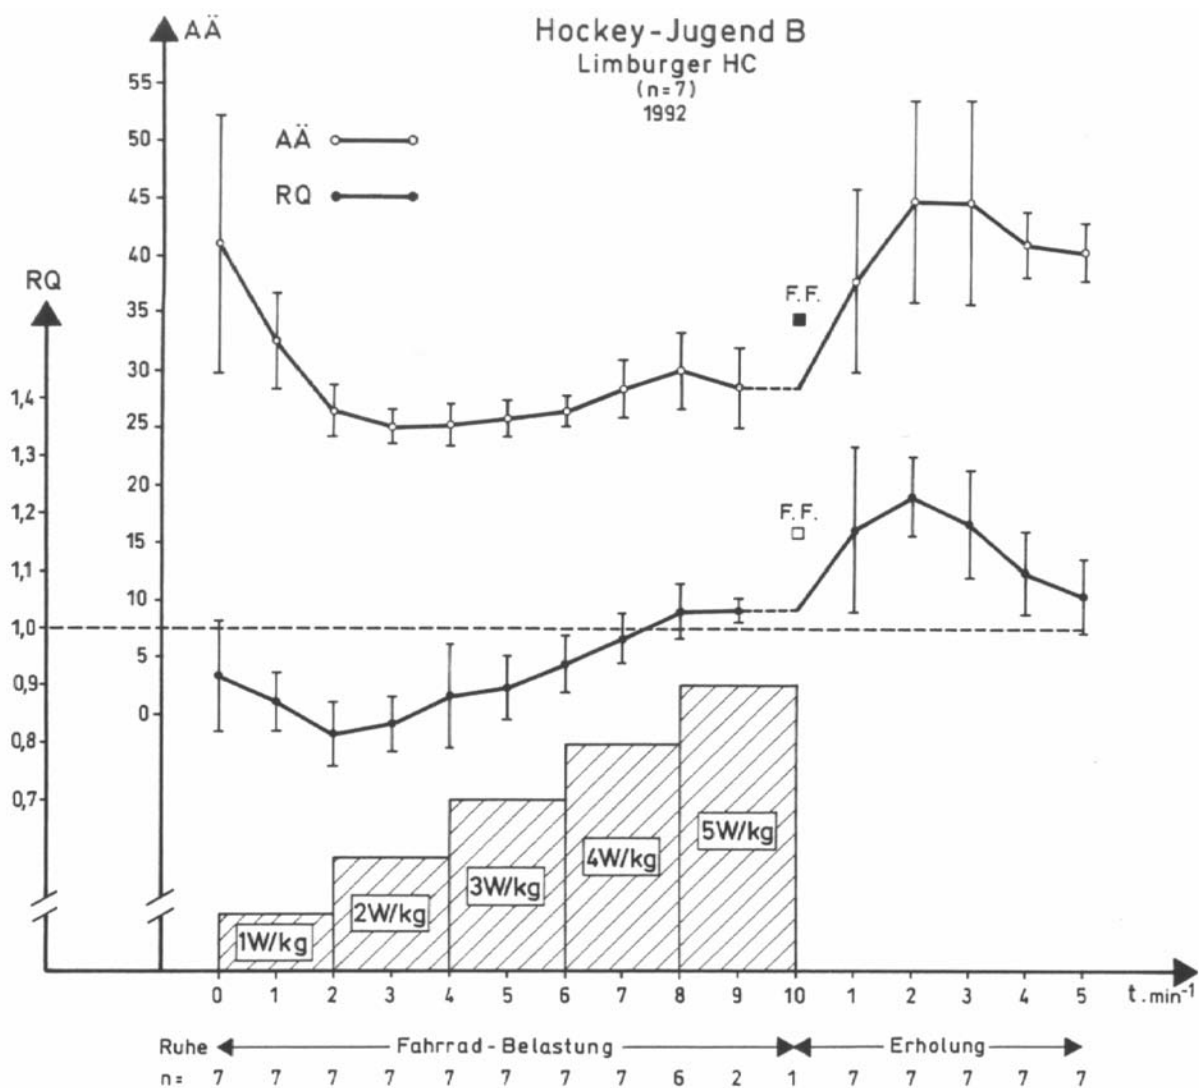 Hockey-Jugend B
Limburger HC
(n=7)
1992
AÄ
55
50
45
40
35
30
25
20
15
10
5
0
RQ
1,4
1,3
1,2
1,1
1,0
0,9
0,8
0,7
AÄ
RQ
F.F.
F.F.
1W/kg
2W/kg
3W/kg
4W/kg
5W/kg
0 1 2 3 4 5 6 7 8 9 10 1 2 3 4 5 t.min-1
Ruhe Fahrrad-Belastung Erholung
n= 7 7 7 7 7 7 7 7 6 2 1 7 7 7 7 7